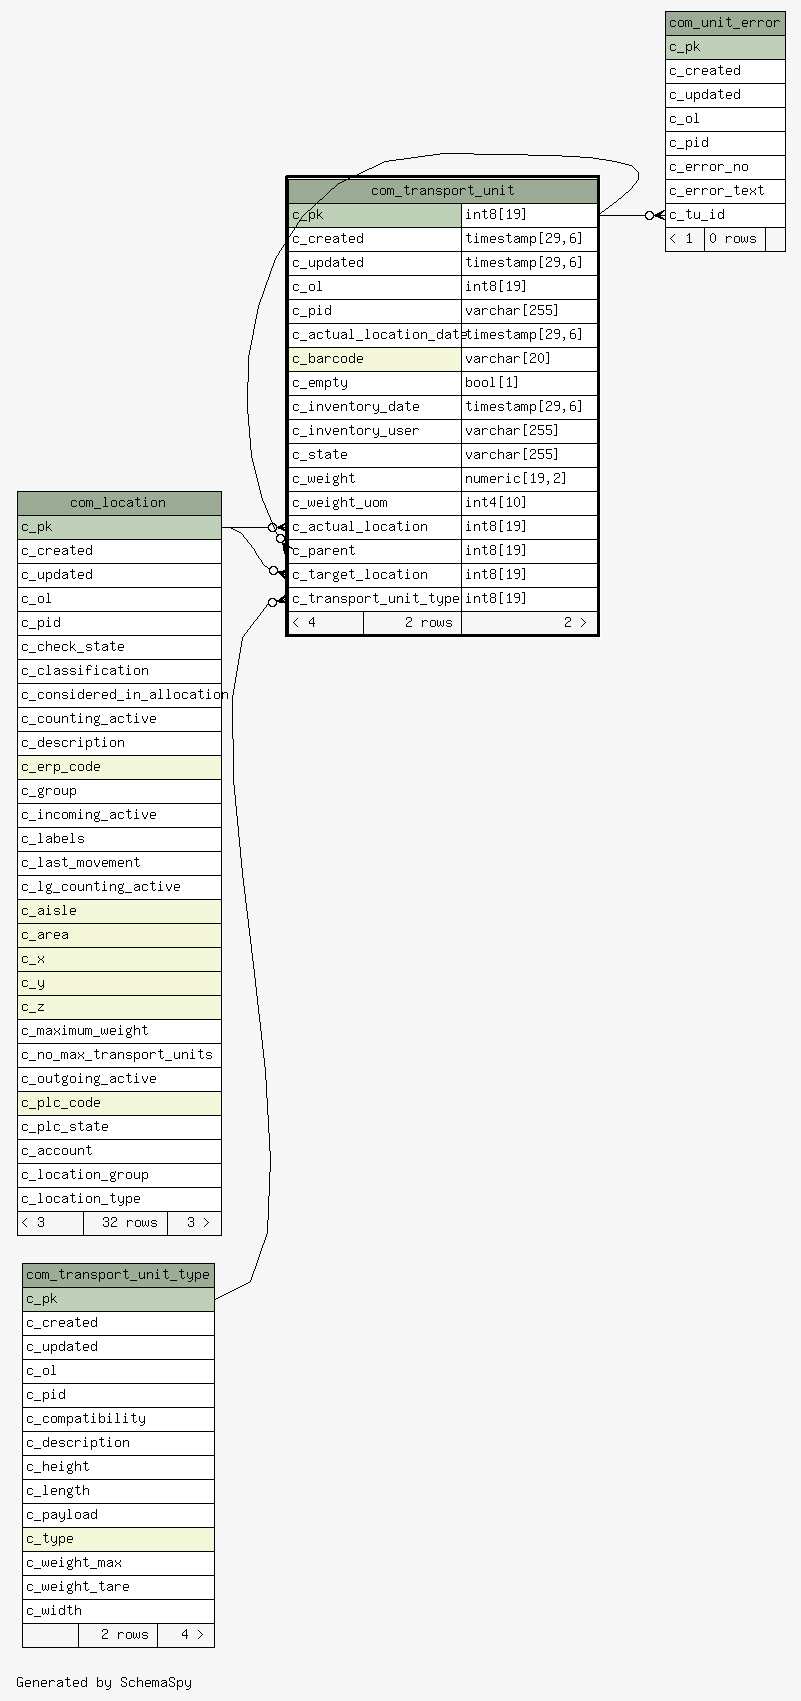 com_unit_error
c_pk
c_created
c_updated
c_ol
c_pid
c_error_no
c_error_text
c_tu_id
< 1 0 rows
com_transport_unit
c_pk int8[19]
c_created timestamp[29,6]
c_updated timestamp[29,6]
c_ol int8[19]
c_pid varchar[255]
c_actual_location_date timestamp[29,6]
c_barcode varchar[20]
c_empty bool[1]
c_inventory_date timestamp[29,6]
c_inventory_user varchar[255]
c_state varchar[255]
c_weight numeric[19,2]
c_weight_uom int4[10]
c_actual_location int8[19]
c_parent int8[19]
c_target_location int8[19]
c_transport_unit_type int8[19]
< 4 2 rows 2 >
com_location
c_pk
c_created
c_updated
c_ol
c_pid
c_check_state
c_classification
c_considered_in_allocation
c_counting_active
c_description
c_erp_code
c_group
c_incoming_active
c_labels
c_last_movement
c_lg_counting_active
c_aisle
c_area
c_x
c_y
c_z
c_maximum_weight
c_no_max_transport_units
c_outgoing_active
c_plc_code
c_plc_state
c_account
c_location_group
c_location_type
< 3 32 rows 3 >
com_transport_unit_type
c_pk
c_created
c_updated
c_ol
c_pid
c_compatibility
c_description
c_height
c_length
c_payload
c_type
c_weight_max
c_weight_tare
c_width
2 rows 4 >
Generated by SchemaSpy